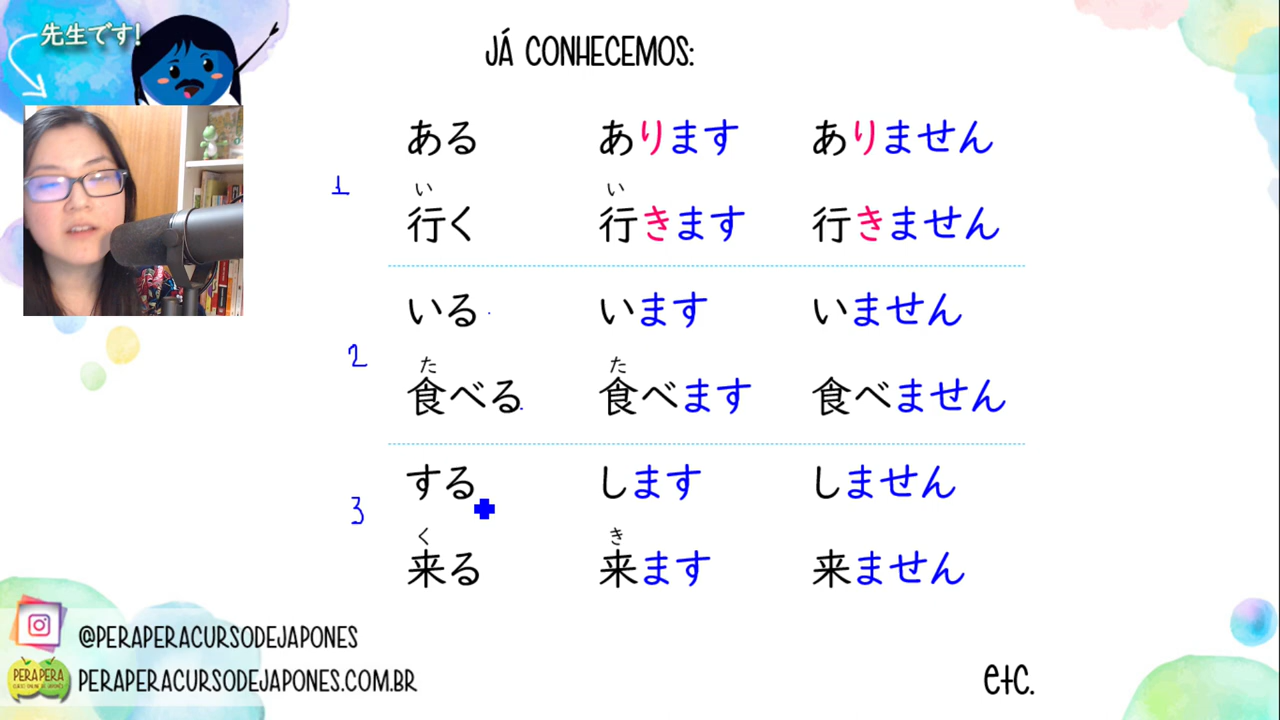 先生です!
JÁ CONHECEMOS:
ある あります ありません
1
い い
行く 行きます 行きません
いる います いません
2
た た
食べる 食べます 食べません
する します しません
3
く き
来る 来ます 来ません
@PERAPERACURSODEJAPONES
PERAPERA
PERAPERACURSODEJAPONES.COM.BR
etc.